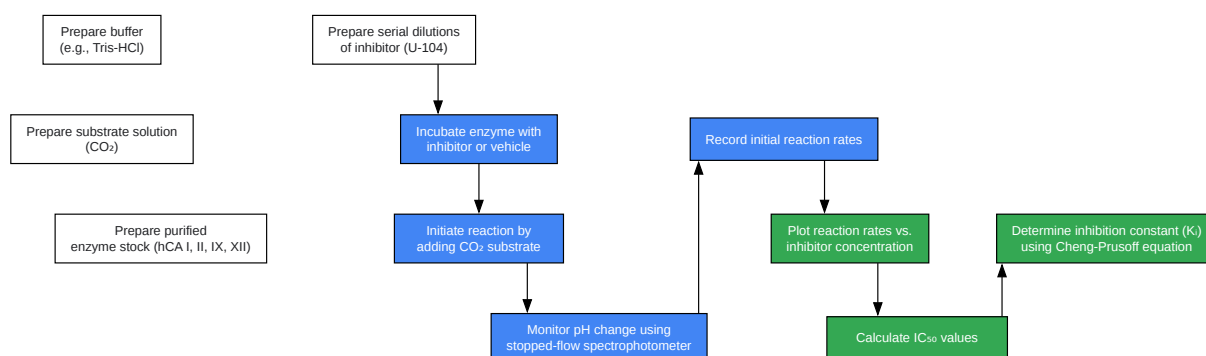 Prepare buffer
(e.g., Tris-HCl)
Prepare serial dilutions
of inhibitor (U-104)
Prepare substrate solution
(CO₂)
Incubate enzyme with
inhibitor or vehicle
Record initial reaction rates
Prepare purified
enzyme stock (hCA I, II, IX, XII)
Initiate reaction by
adding CO₂ substrate
Plot reaction rates vs.
inhibitor concentration
Determine inhibition constant (Kᵢ)
using Cheng-Prusoff equation
Monitor pH change using
stopped-flow spectrophotometer
Calculate IC₅₀ values